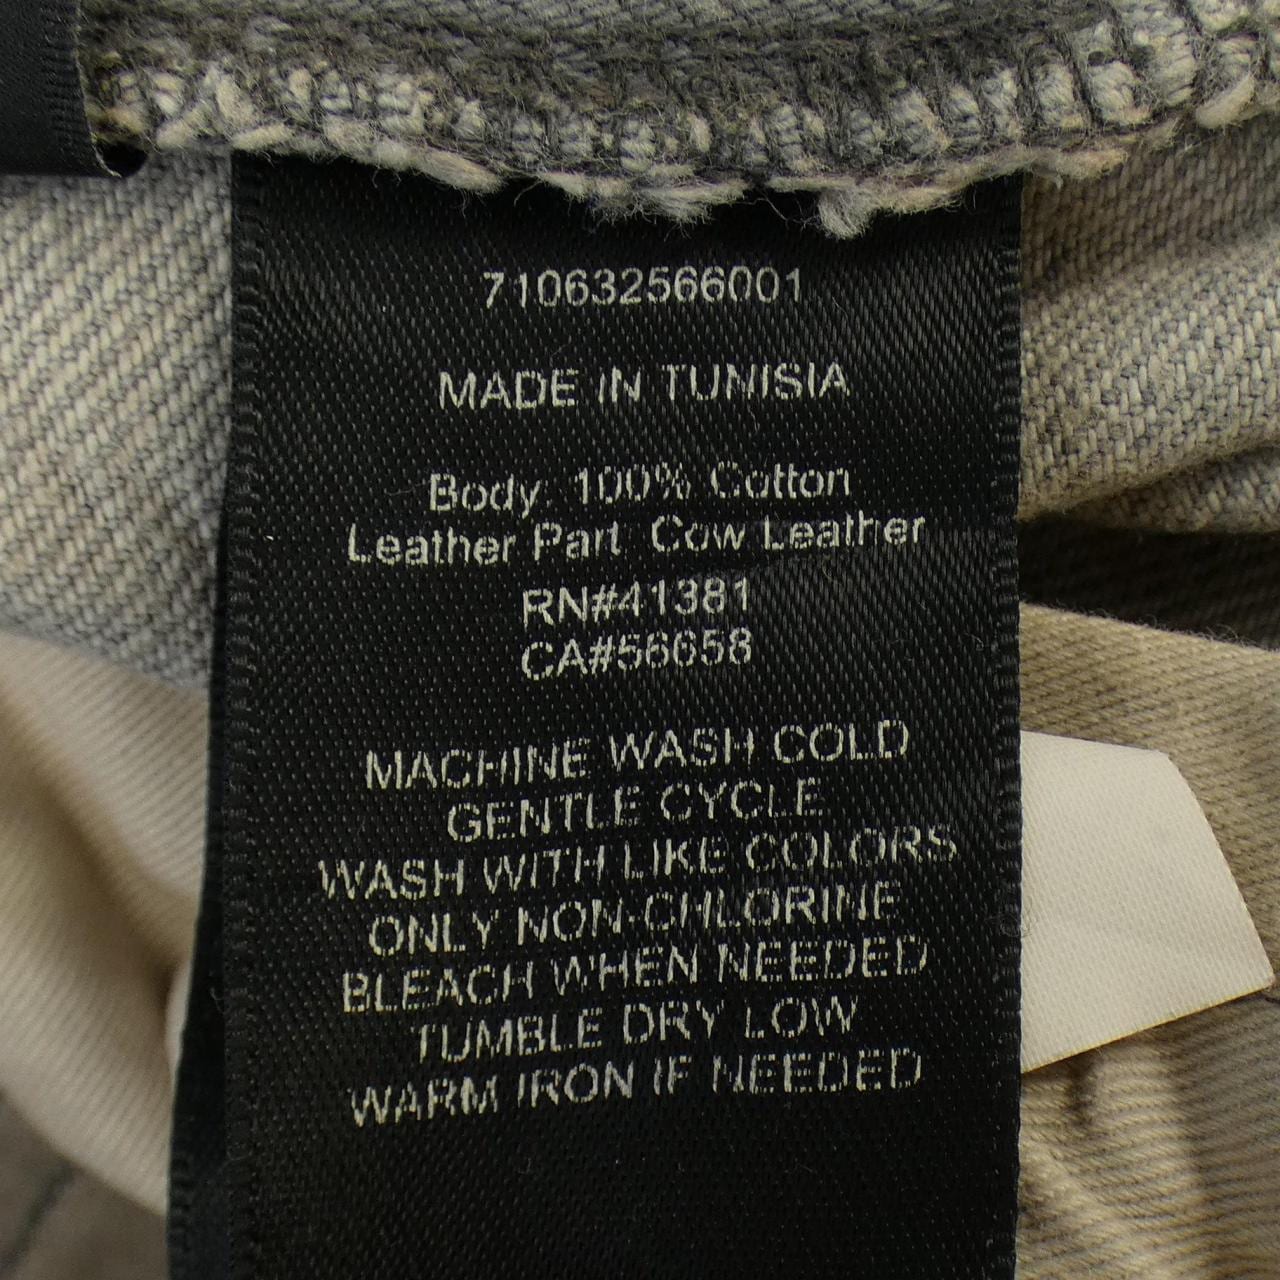 710632566001
MADE IN TUNISIA
Body: 100% Cotton
Leather Part: Cow Leather
RN#41381
CA#56658
MACHINE WASH COLD
GENTLE CYCLE
WASH WITH LIKE COLORS
ONLY NON-CHLORINE
BLEACH WHEN NEEDED
TUMBLE DRY LOW
WARM IRON IF NEEDED